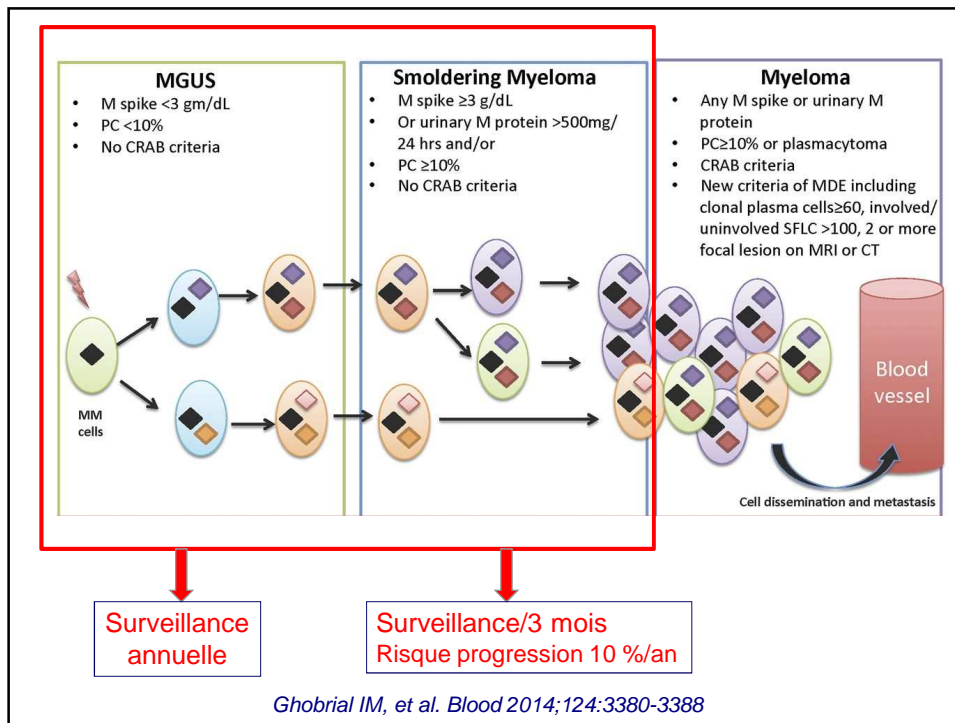 MGUS
• M spike <3 gm/dL
• PC <10%
• No CRAB criteria
Smoldering Myeloma
• M spike ≥3 g/dL
• Or urinary M protein >500mg/
24 hrs and/or
• PC ≥10%
• No CRAB criteria
Myeloma
• Any M spike or urinary M
protein
• PC≥10% or plasmacytoma
• CRAB criteria
• New criteria of MDE including
clonal plasma cells≥60, involved/
uninvolved SFLC >100, 2 or more
focal lesion on MRI or CT
MM
cells
Blood
vessel
Cell dissemination and metastasis
Surveillance
annuelle
Surveillance/3 mois
Risque progression 10 %/an
Ghobrial IM, et al. Blood 2014;124:3380-3388